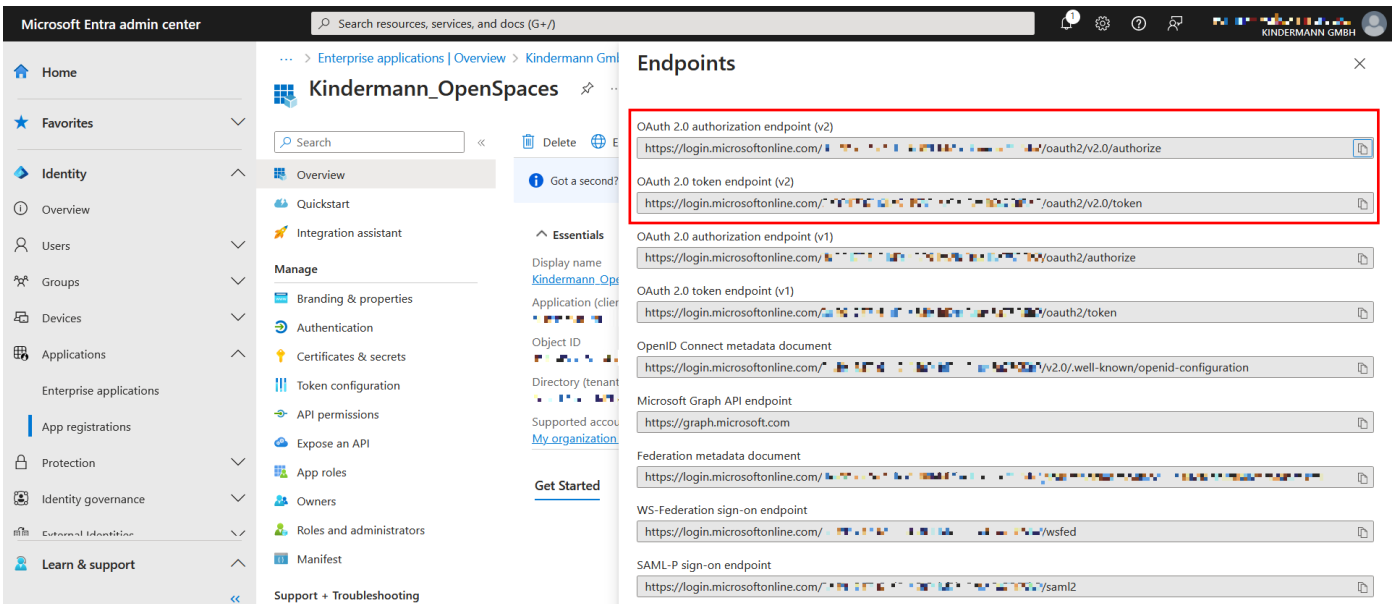 Microsoft Entra admin center
Search resources, services, and docs (G+/)
1
KINDERMANN GMBH
Home
Favorites
Identity
Overview
Users
Groups
Devices
Applications
Enterprise applications
App registrations
Protection
Identity governance
External Identities
Learn & support
«
··· > Enterprise applications | Overview > Kindermann Gml
Kindermann_OpenSpaces
Search
«
Overview
Quickstart
Integration assistant
Manage
Branding & properties
Authentication
Certificates & secrets
Token configuration
API permissions
Expose an API
App roles
Owners
Roles and administrators
Manifest
Support + Troubleshooting
Delete
E
Got a second?
Essentials
Display name
Kindermann_Ope
Application (clien
Object ID
Directory (tenant
Supported accou
My organization
Get Started
Endpoints
OAuth 2.0 authorization endpoint (v2)
https://login.microsoftonline.com/ /oauth2/v2.0/authorize
OAuth 2.0 token endpoint (v2)
https://login.microsoftonline.com/ /oauth2/v2.0/token
OAuth 2.0 authorization endpoint (v1)
https://login.microsoftonline.com/ /oauth2/authorize
OAuth 2.0 token endpoint (v1)
https://login.microsoftonline.com/ /oauth2/token
OpenID Connect metadata document
https://login.microsoftonline.com/ /v2.0/.well-known/openid-configuration
Microsoft Graph API endpoint
https://graph.microsoft.com
Federation metadata document
https://login.microsoftonline.com/
WS-Federation sign-on endpoint
https://login.microsoftonline.com/ /wsfed
SAML-P sign-on endpoint
https://login.microsoftonline.com/ /saml2